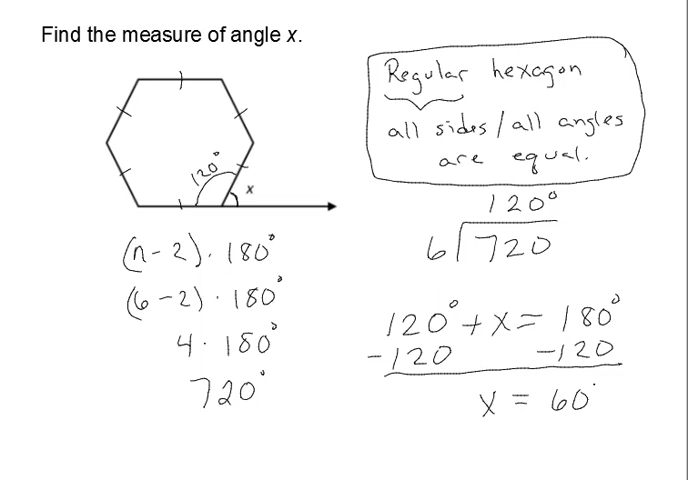 Find the measure of angle x.
Regular hexagon
all sides/all angles
are equal.
120°
x
120°
6)720
(n-2)·180°
(6-2)·180°
4·180°
720°
120°+x=180°
-120 -120
x = 60°